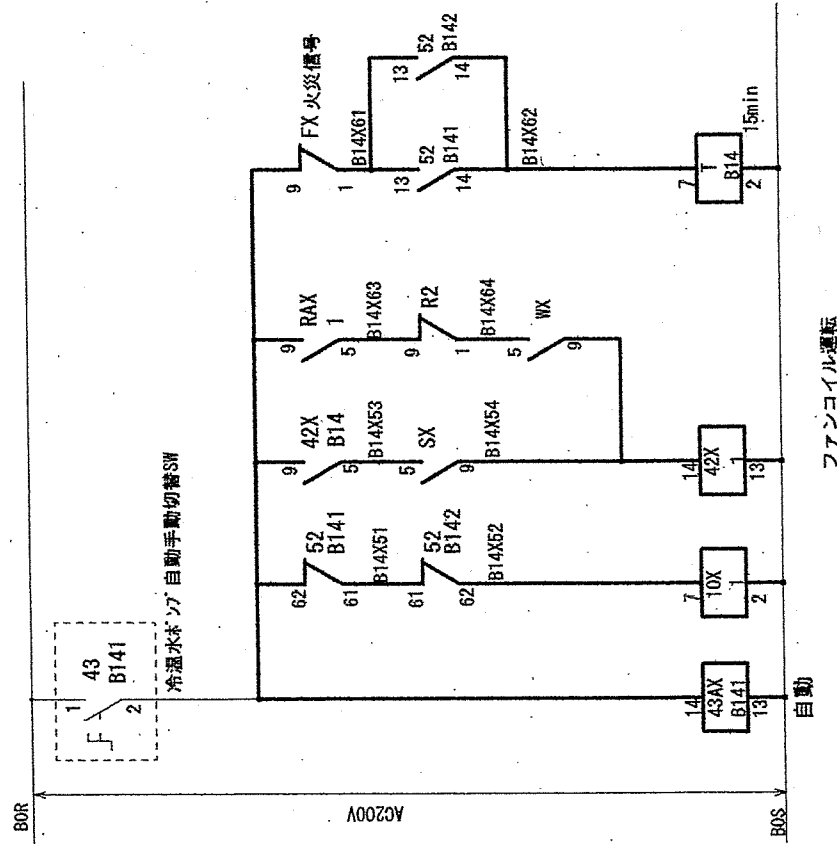 BOR
AC200V
BOS
43
B141
1
2
冷温水ポンプ自動手動切替SW
14
43AX
B141
13
自動
62
52
B141
61
B14X51
61
52
B142
62
B14X52
7
10X
1
2
9
42X
B14
5
B14X53
5
SX
9
B14X54
14
42X
1
13
ファンコイル運転
9
RAX
1
5
B14X63
9
R2
1
B14X64
5
WX
9
9
FX 火災信号
1
B14X61
13
52
B141
14
13
52
B142
14
B14X62
7
T
B14
2
15min